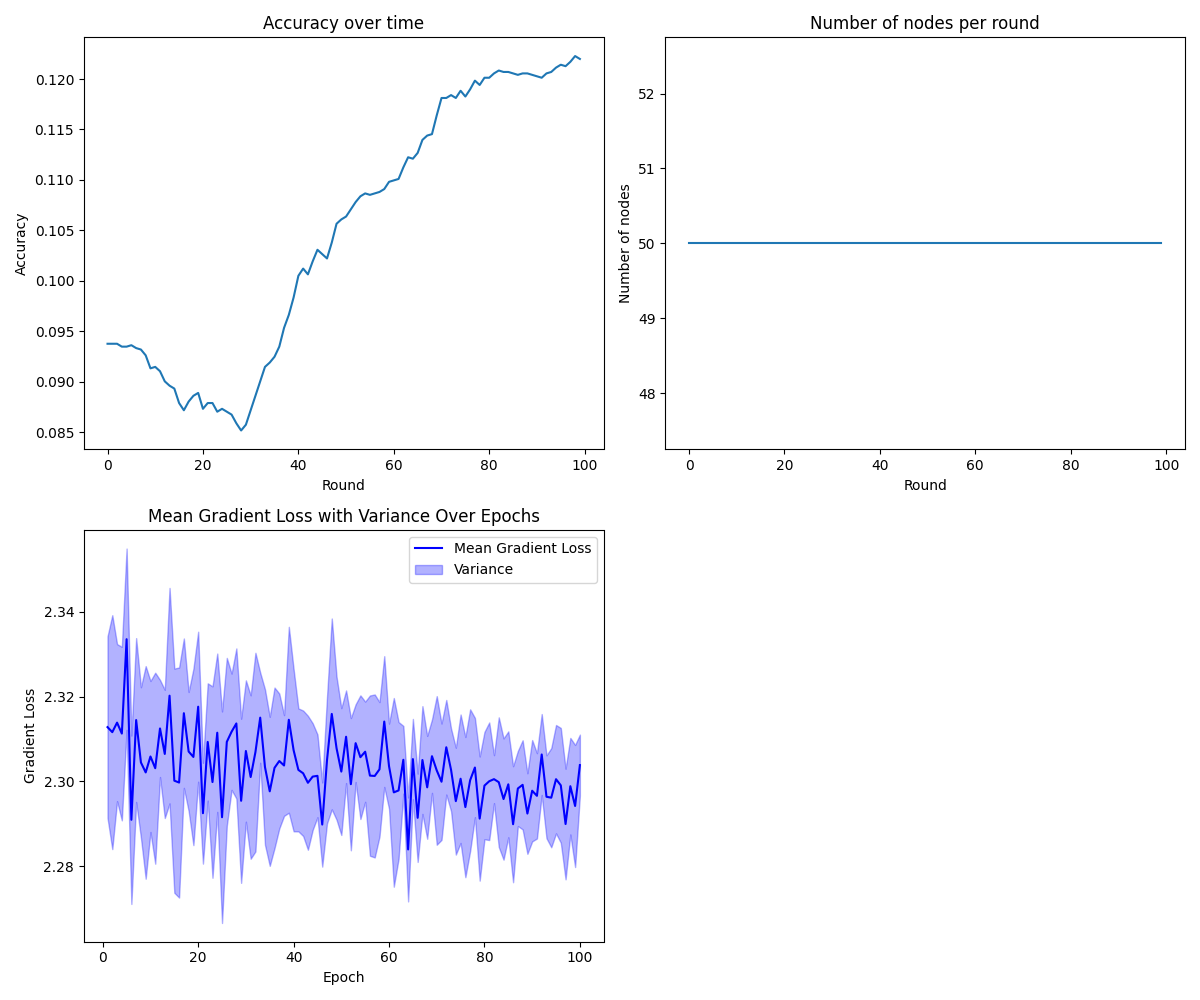 Accuracy over time
Accuracy
0.120
0.115
0.110
0.105
0.100
0.095
0.090
0.085
0 20 40 60 80 100
Round
Number of nodes per round
Number of nodes
52
51
50
49
48
0 20 40 60 80 100
Round
Mean Gradient Loss with Variance Over Epochs
Mean Gradient Loss
Variance
Gradient Loss
2.34
2.32
2.30
2.28
0 20 40 60 80 100
Epoch